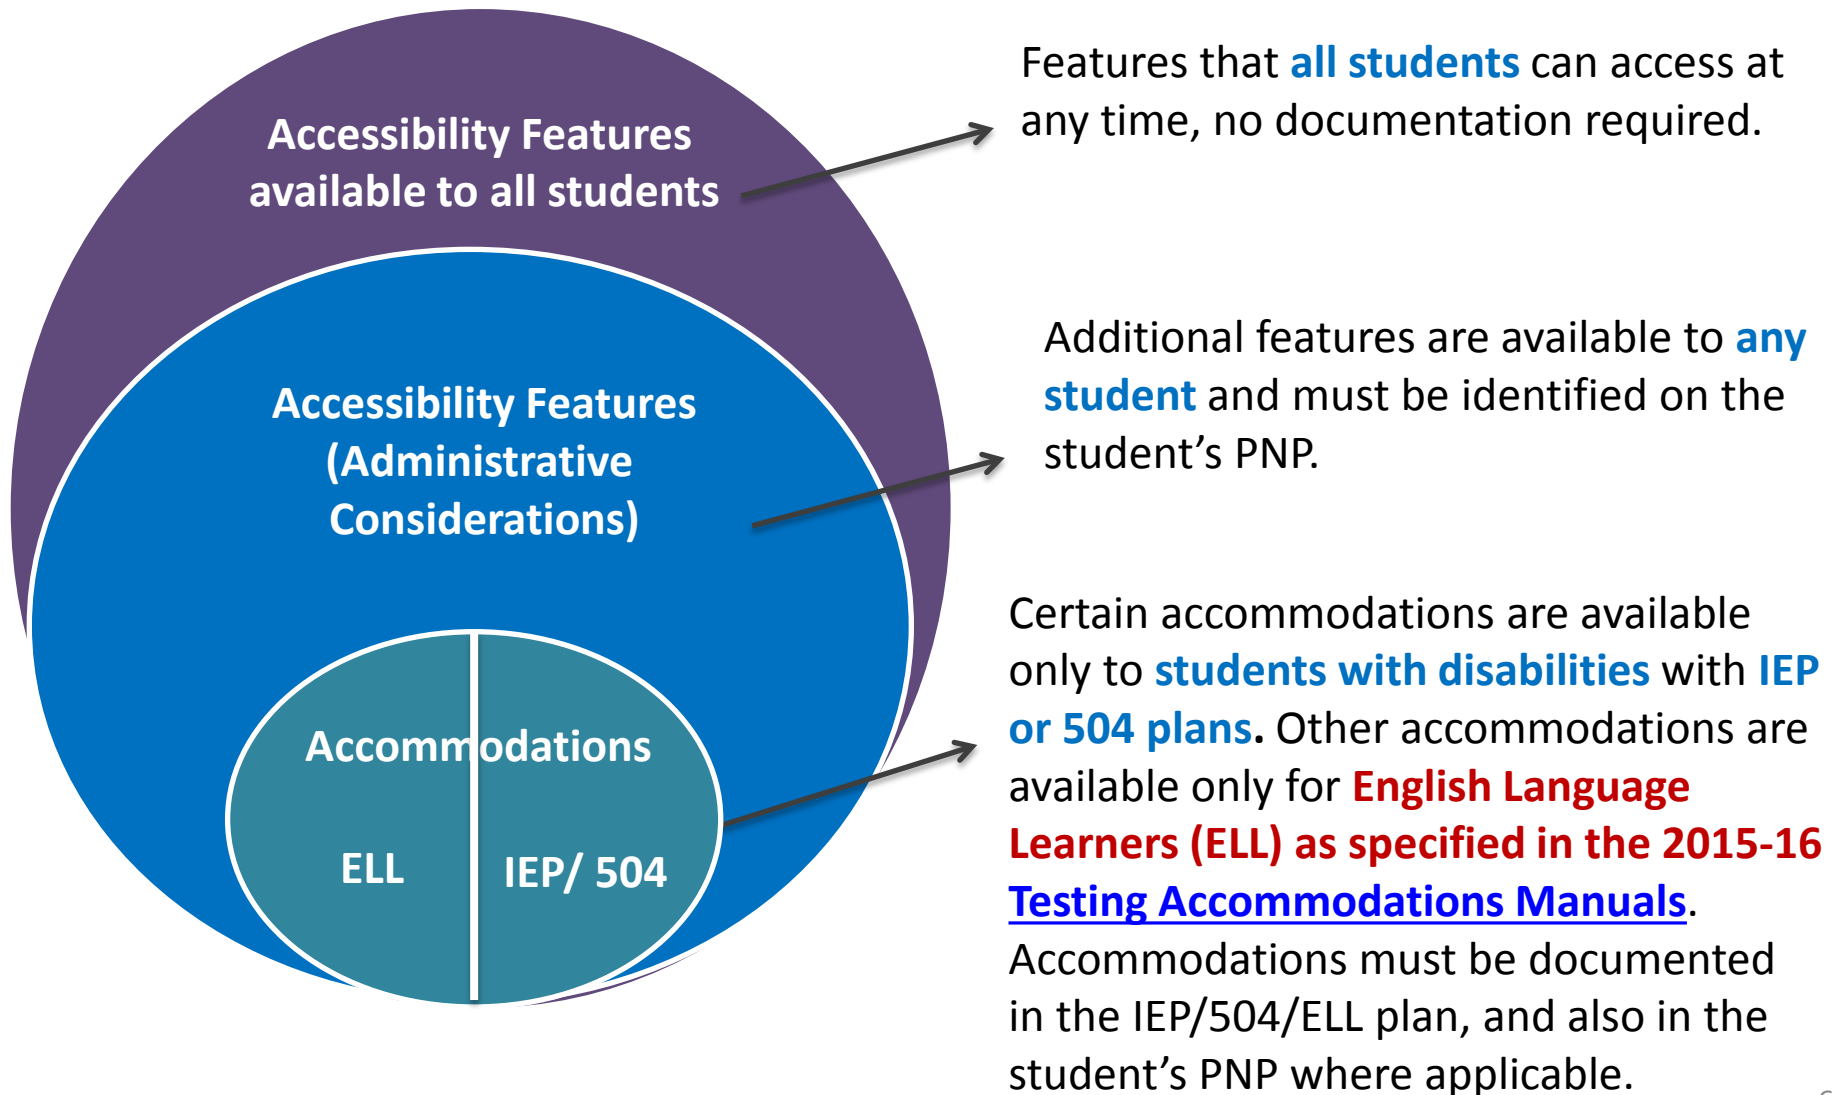 Accessibility Features
available to all students
Features that all students can access at
any time, no documentation required.
Accessibility Features
(Administrative
Considerations)
Additional features are available to any
student and must be identified on the
student’s PNP.
Accommodations
ELL
IEP/ 504
Certain accommodations are available
only to students with disabilities with IEP
or 504 plans. Other accommodations are
available only for English Language
Learners (ELL) as specified in the 2015-16
Testing Accommodations Manuals.
Accommodations must be documented
in the IEP/504/ELL plan, and also in the
student’s PNP where applicable.